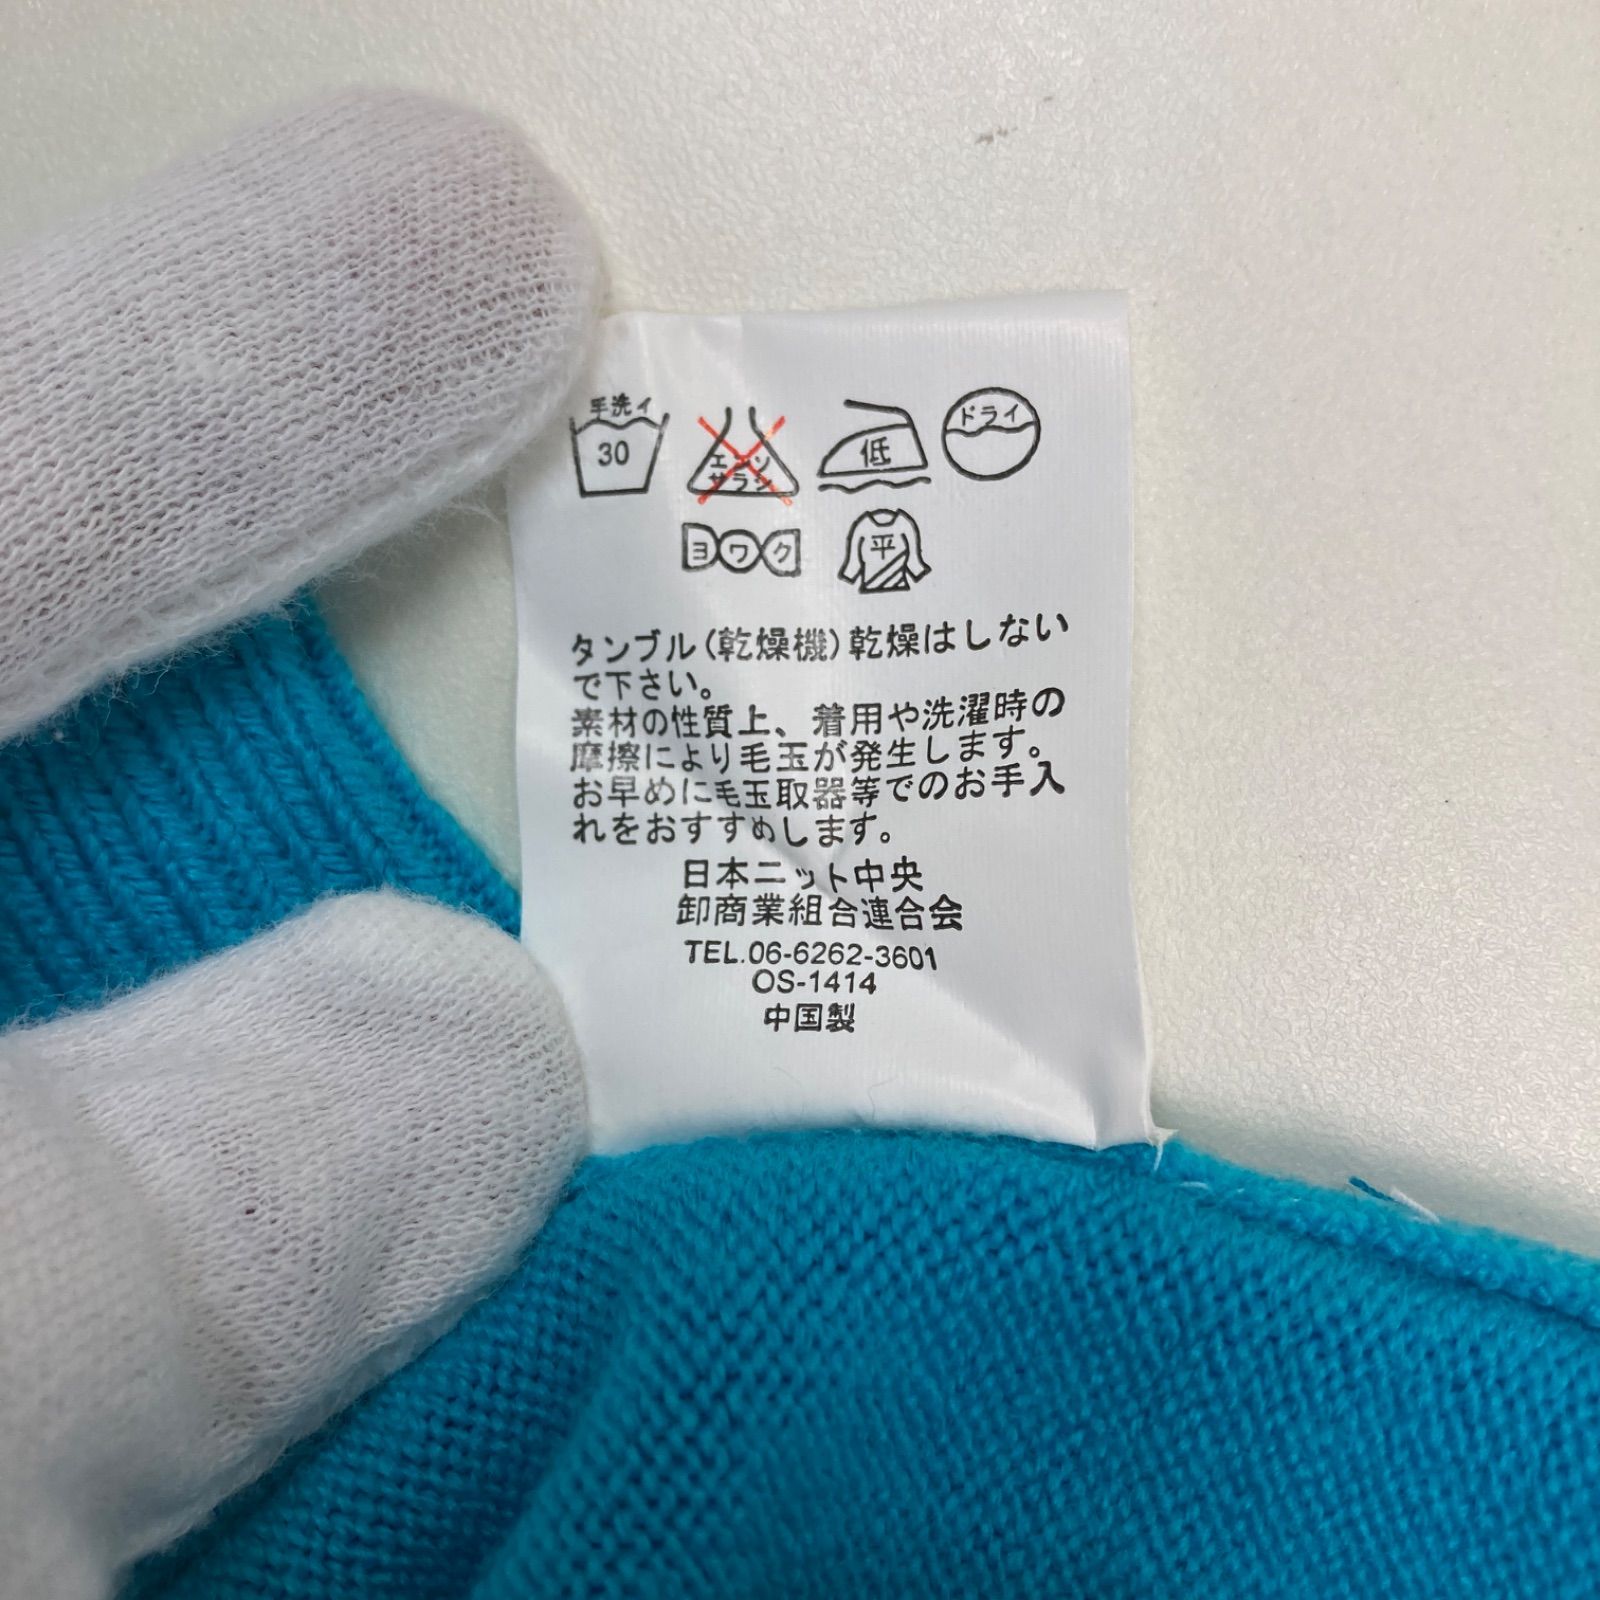 手洗イ
30
エンソ
サラシ
低
ドライ
ヨワク
平
タンブル(乾燥機)乾燥はしない
で下さい。
素材の性質上、着用や洗濯時の
摩擦により毛玉が発生します。
お早めに毛玉取器等でのお手入
れをおすすめします。
日本ニット中央
卸商業組合連合会
TEL.06-6262-3601
OS-1414
中国製